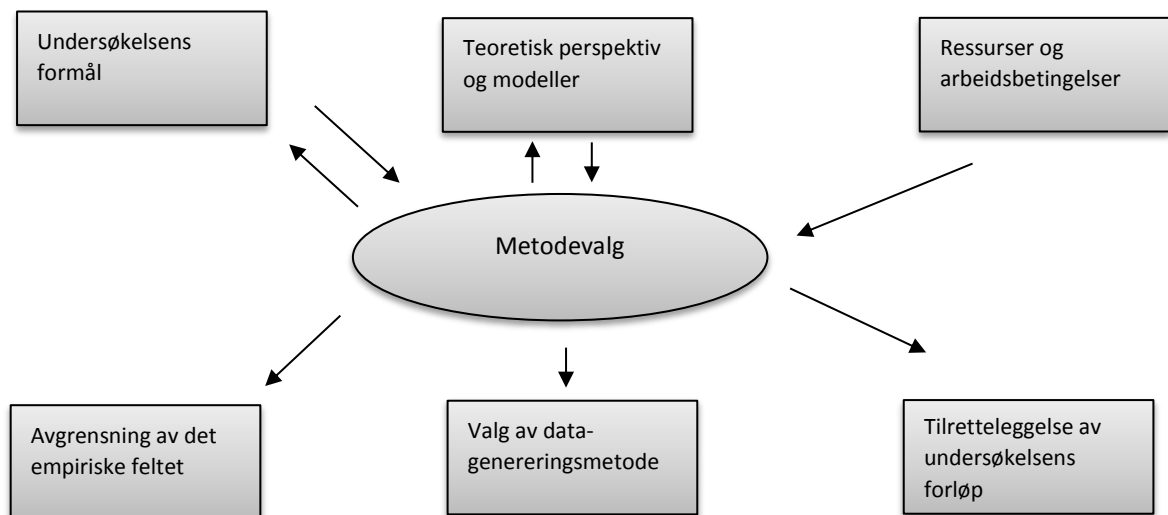 Undersøkelsens
formål
Teoretisk perspektiv
og modeller
Ressurser og
arbeidsbetingelser
Metodevalg
Avgrensning av det
empiriske feltet
Valg av data-
genereringsmetode
Tilretteleggelse av
undersøkelsens
forløp